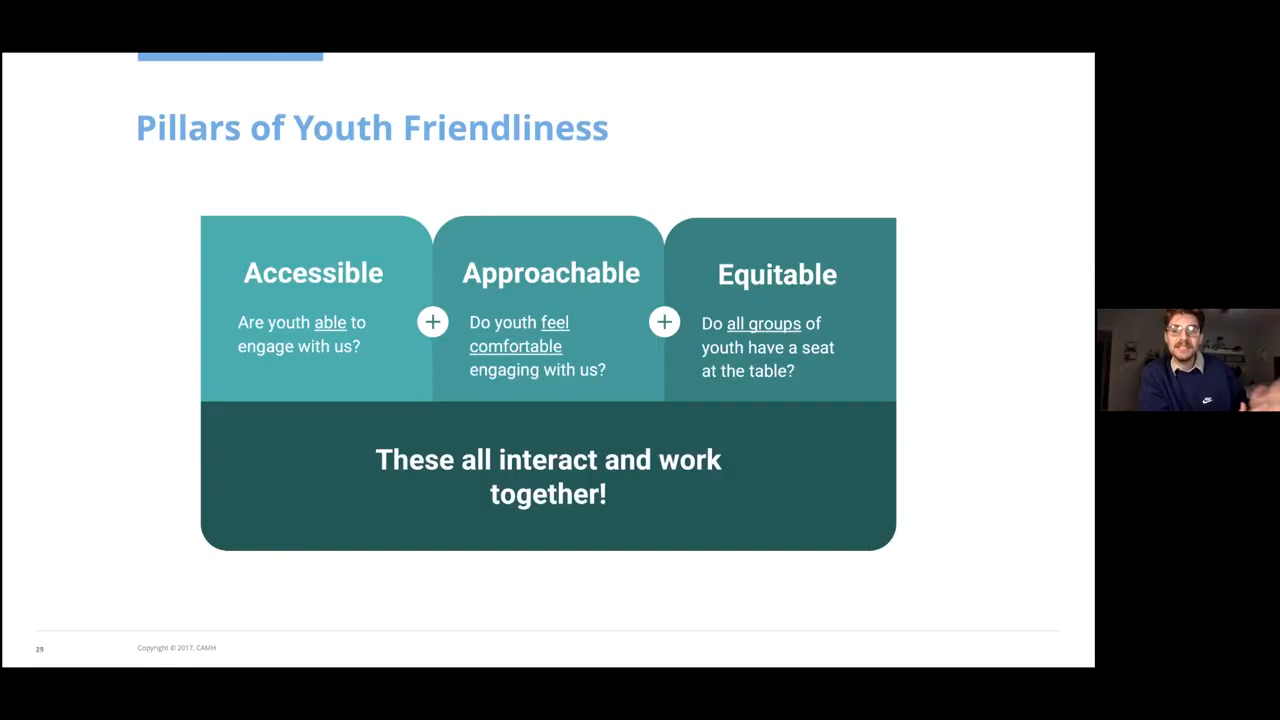 Pillars of Youth Friendliness
Accessible
Are youth able to
engage with us?
+
Approachable
Do youth feel
comfortable
engaging with us?
+
Equitable
Do all groups of
youth have a seat
at the table?
These all interact and work
together!
29
Copyright © 2017, CAMH